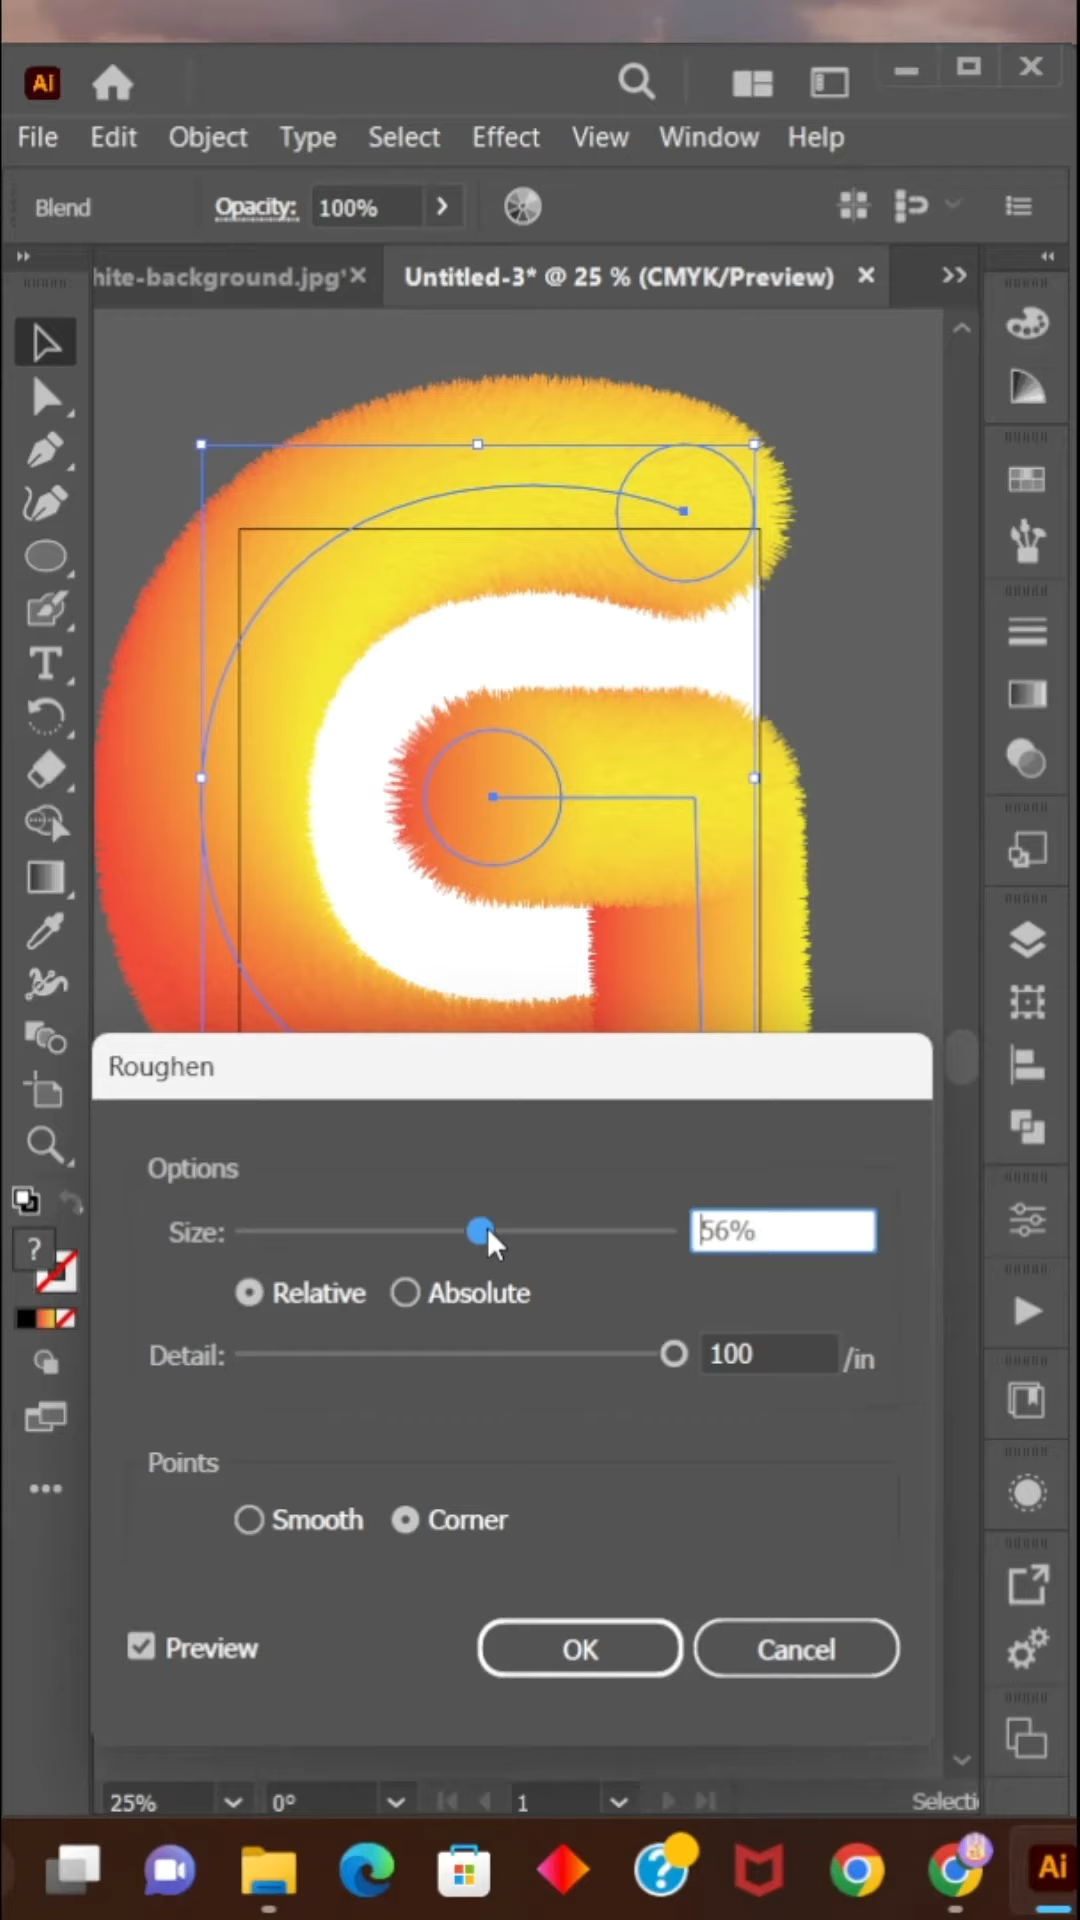 Ai
File Edit Object Type Select Effect View Window Help
Blend Opacity: 100%
hite-background.jpg* Untitled-3* @ 25 % (CMYK/Preview)
T
Roughen
Options
Size: 56%
?
Relative Absolute
Detail: 100 /in
Points
Smooth Corner
Preview OK Cancel
25% 0° 1 Selecti
? Ai